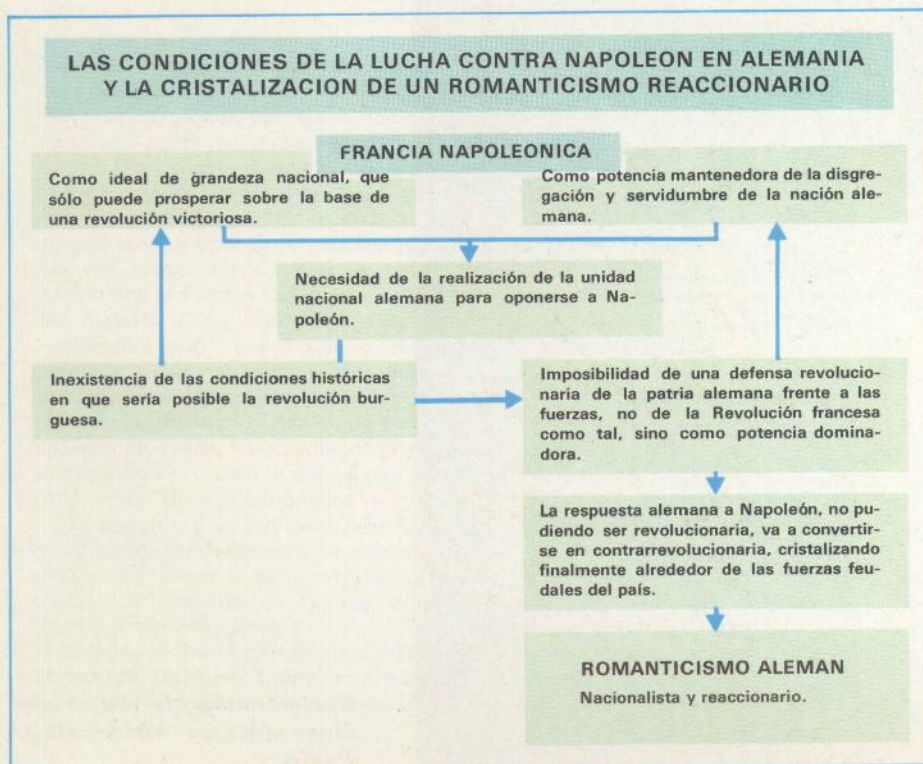 LAS CONDICIONES DE LA LUCHA CONTRA NAPOLEON EN ALEMANIA
Y LA CRISTALIZACION DE UN ROMANTICISMO REACCIONARIO
FRANCIA NAPOLEONICA
Como ideal de grandeza nacional, que
sólo puede prosperar sobre la base de
una revolución victoriosa.
Como potencia mantenedora de la disgre-
gación y servidumbre de la nación ale-
mana.
Necesidad de la realización de la unidad
nacional alemana para oponerse a Na-
poleón.
Inexistencia de las condiciones históricas
en que sería posible la revolución bur-
guesa.
Imposibilidad de una defensa revolucio-
naria de la patria alemana frente a las
fuerzas, no de la Revolución francesa
como tal, sino como potencia domina-
dora.
La respuesta alemana a Napoleón, no pu-
diendo ser revolucionaria, va a convertir-
se en contrarrevolucionaria, cristalizando
finalmente alrededor de las fuerzas feu-
dales del país.
ROMANTICISMO ALEMAN
Nacionalista y reaccionario.